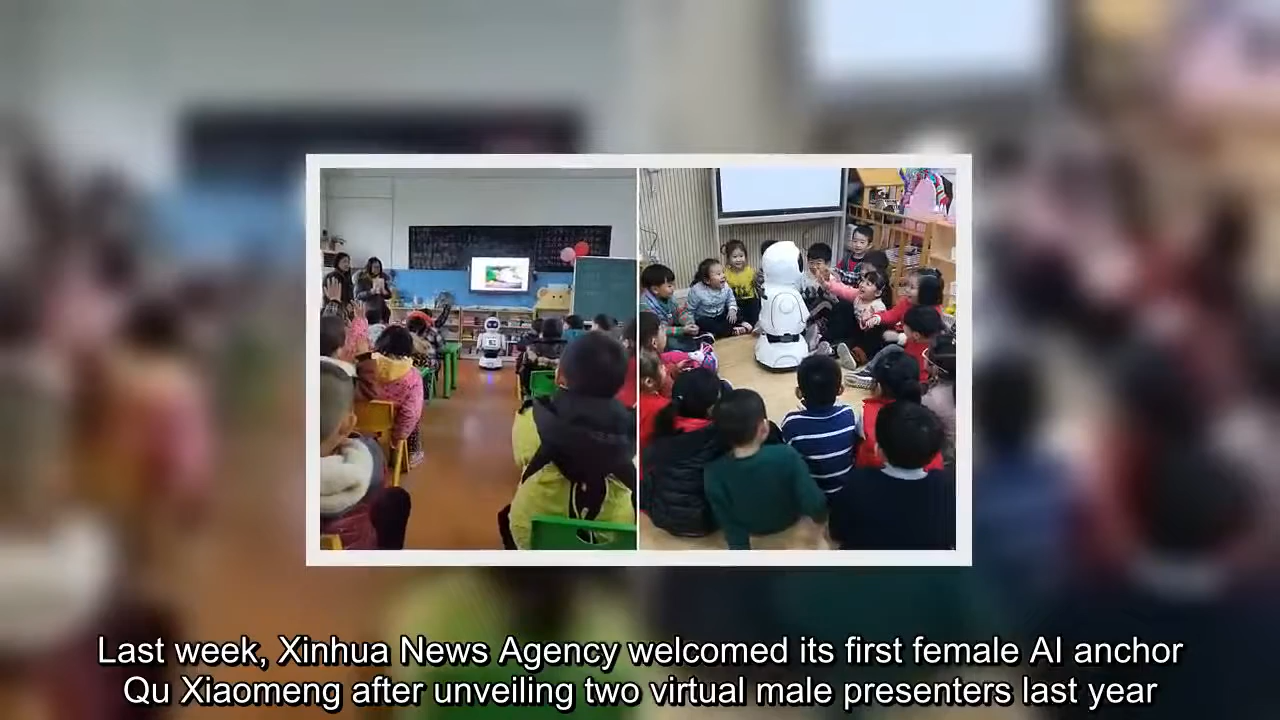 Last week, Xinhua News Agency welcomed its first female AI anchor
Qu Xiaomeng after unveiling two virtual male presenters last year